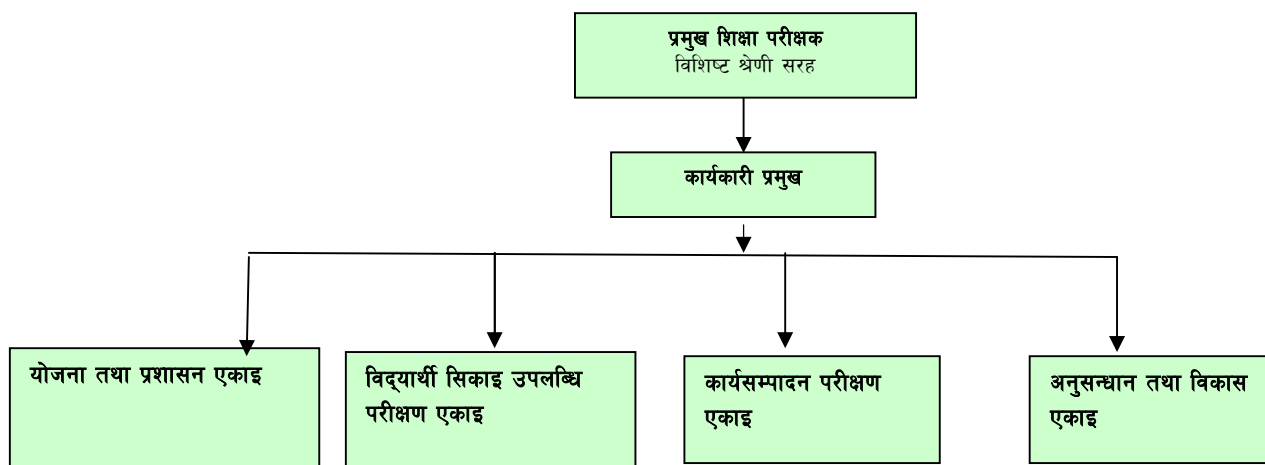 प्रमुख शिक्षा परीक्षक
विशिष्ट श्रेणी सरह
कार्यकारी प्रमुख
योजना तथा प्रशासन एकाइ
विद्‌यार्थी सिकाइ उपलब्धि
परीक्षण एकाइ
कार्यसम्पादन परीक्षण
एकाइ
अनुसन्धान तथा विकास
एकाइ